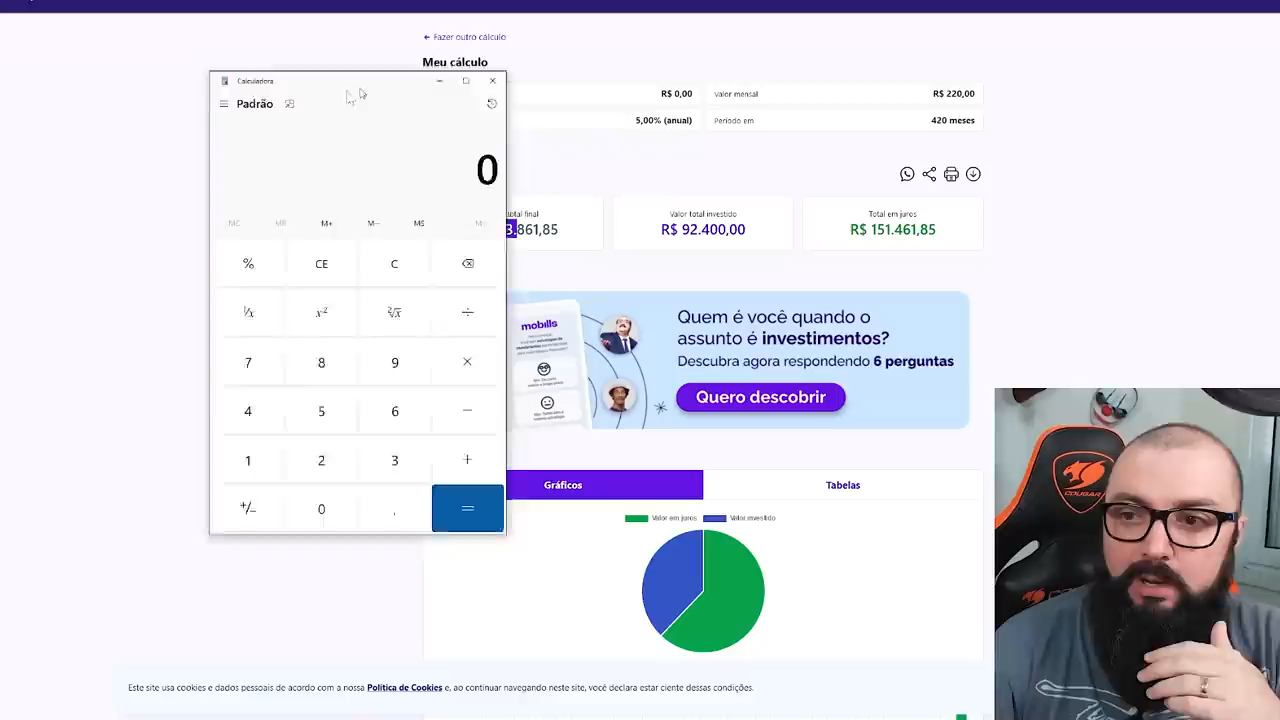 ← Fazer outro cálculo
Meu cálculo
Calculadora
Padrão
0
MC MR M+ M− MS
% CE C
¹/x x² ²√x ÷
7 8 9 ×
4 5 6 −
1 2 3 +
+/− 0 , =
R$ 0,00
Valor mensal R$ 220,00
5,00% (anual)
Período em 420 meses
total final
3.861,85
Valor total investido
R$ 92.400,00
Total em juros
R$ 151.461,85
mobills
Quem é você quando o
assunto é investimentos?
Descubra agora respondendo 6 perguntas
Quero descobrir
Gráficos
Tabelas
Valor em juros Valor investido
COUGAR
Este site usa cookies e dados pessoais de acordo com a nossa Política de Cookies e, ao continuar navegando neste site, você declara estar ciente dessas condições.